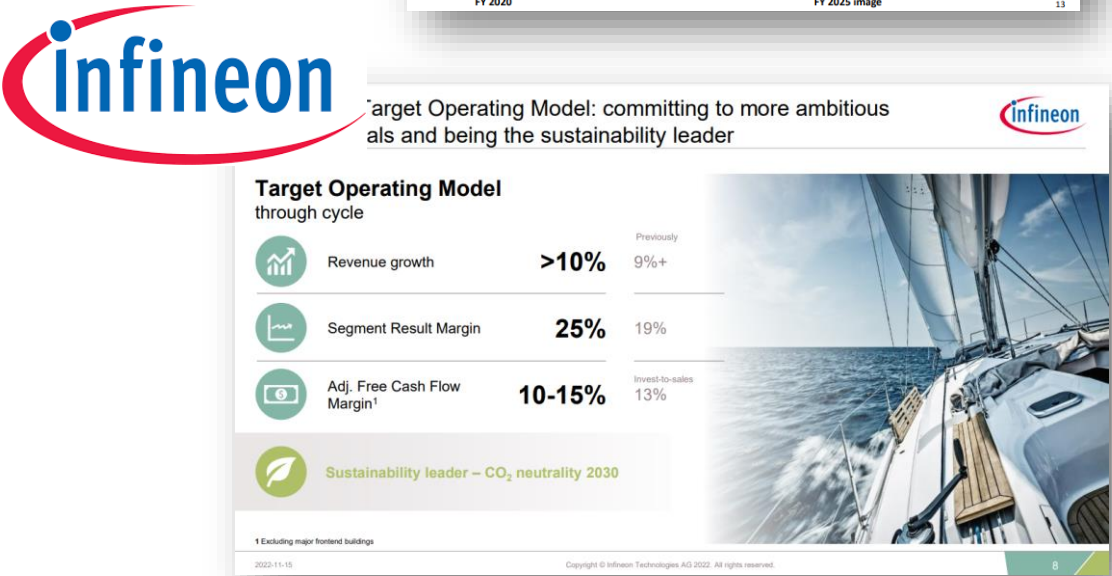 FY 2020
FY 2025 image
13
infineon
Target Operating Model: committing to more ambitious
als and being the sustainability leader
infineon
Target Operating Model
through cycle
Previously
Revenue growth >10% 9%+
Segment Result Margin 25% 19%
Invest-to-sales
Adj. Free Cash Flow
Margin¹ 10-15% 13%
Sustainability leader – CO₂ neutrality 2030
1 Excluding major frontend buildings
2022-11-15
Copyright © Infineon Technologies AG 2022. All rights reserved.
8